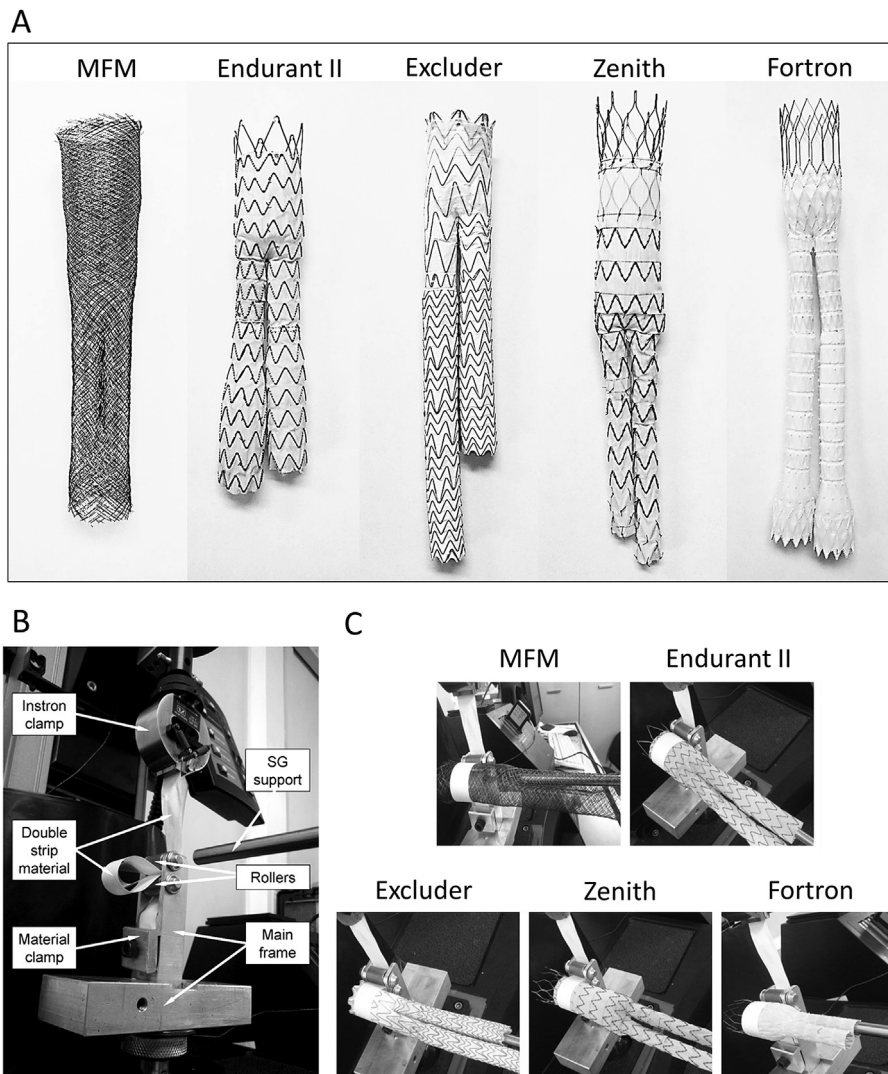 A
MFM
Endurant II
Excluder
Zenith
Fortron
B
Instron
clamp
SG
support
Double
strip
material
Rollers
Material
clamp
Main
frame
C
MFM
Endurant II
Excluder
Zenith
Fortron